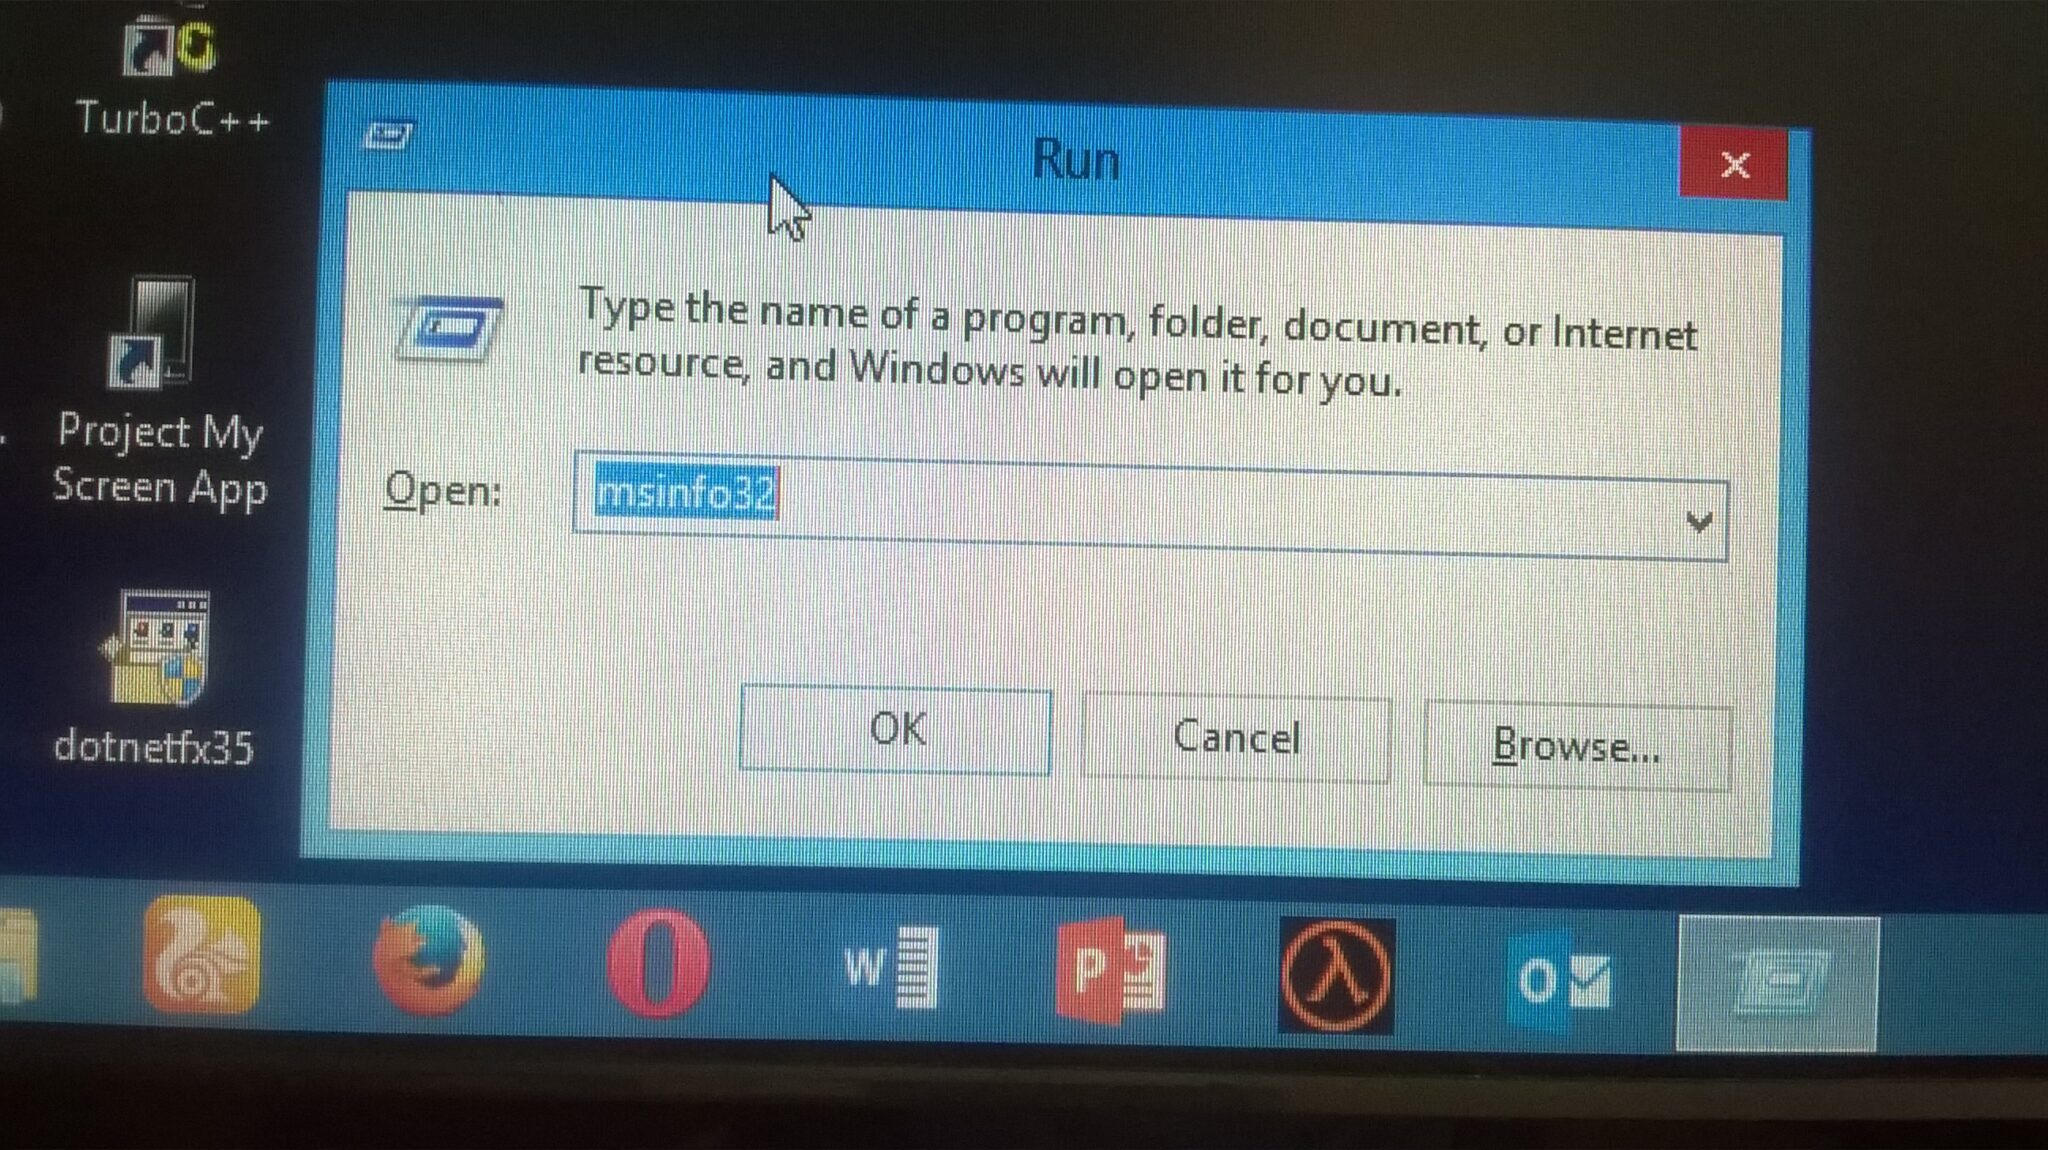 TurboC++
Project My
Screen App
dotnetfx35
Run
Type the name of a program, folder, document, or Internet
resource, and Windows will open it for you.
Open:
msinfo32
OK
Cancel
Browse...
W
P
O